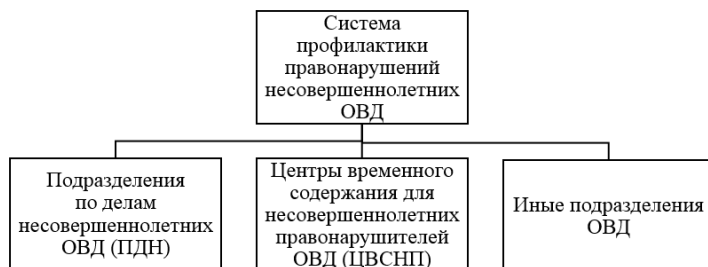 Система
профилактики
правонарушений
несовершеннолетних
ОВД
Подразделения
по делам
несовершеннолетних
ОВД (ПДН)
Центры временного
содержания для
несовершеннолетних
правонарушителей
ОВД (ЦВСНП)
Иные подразделения
ОВД